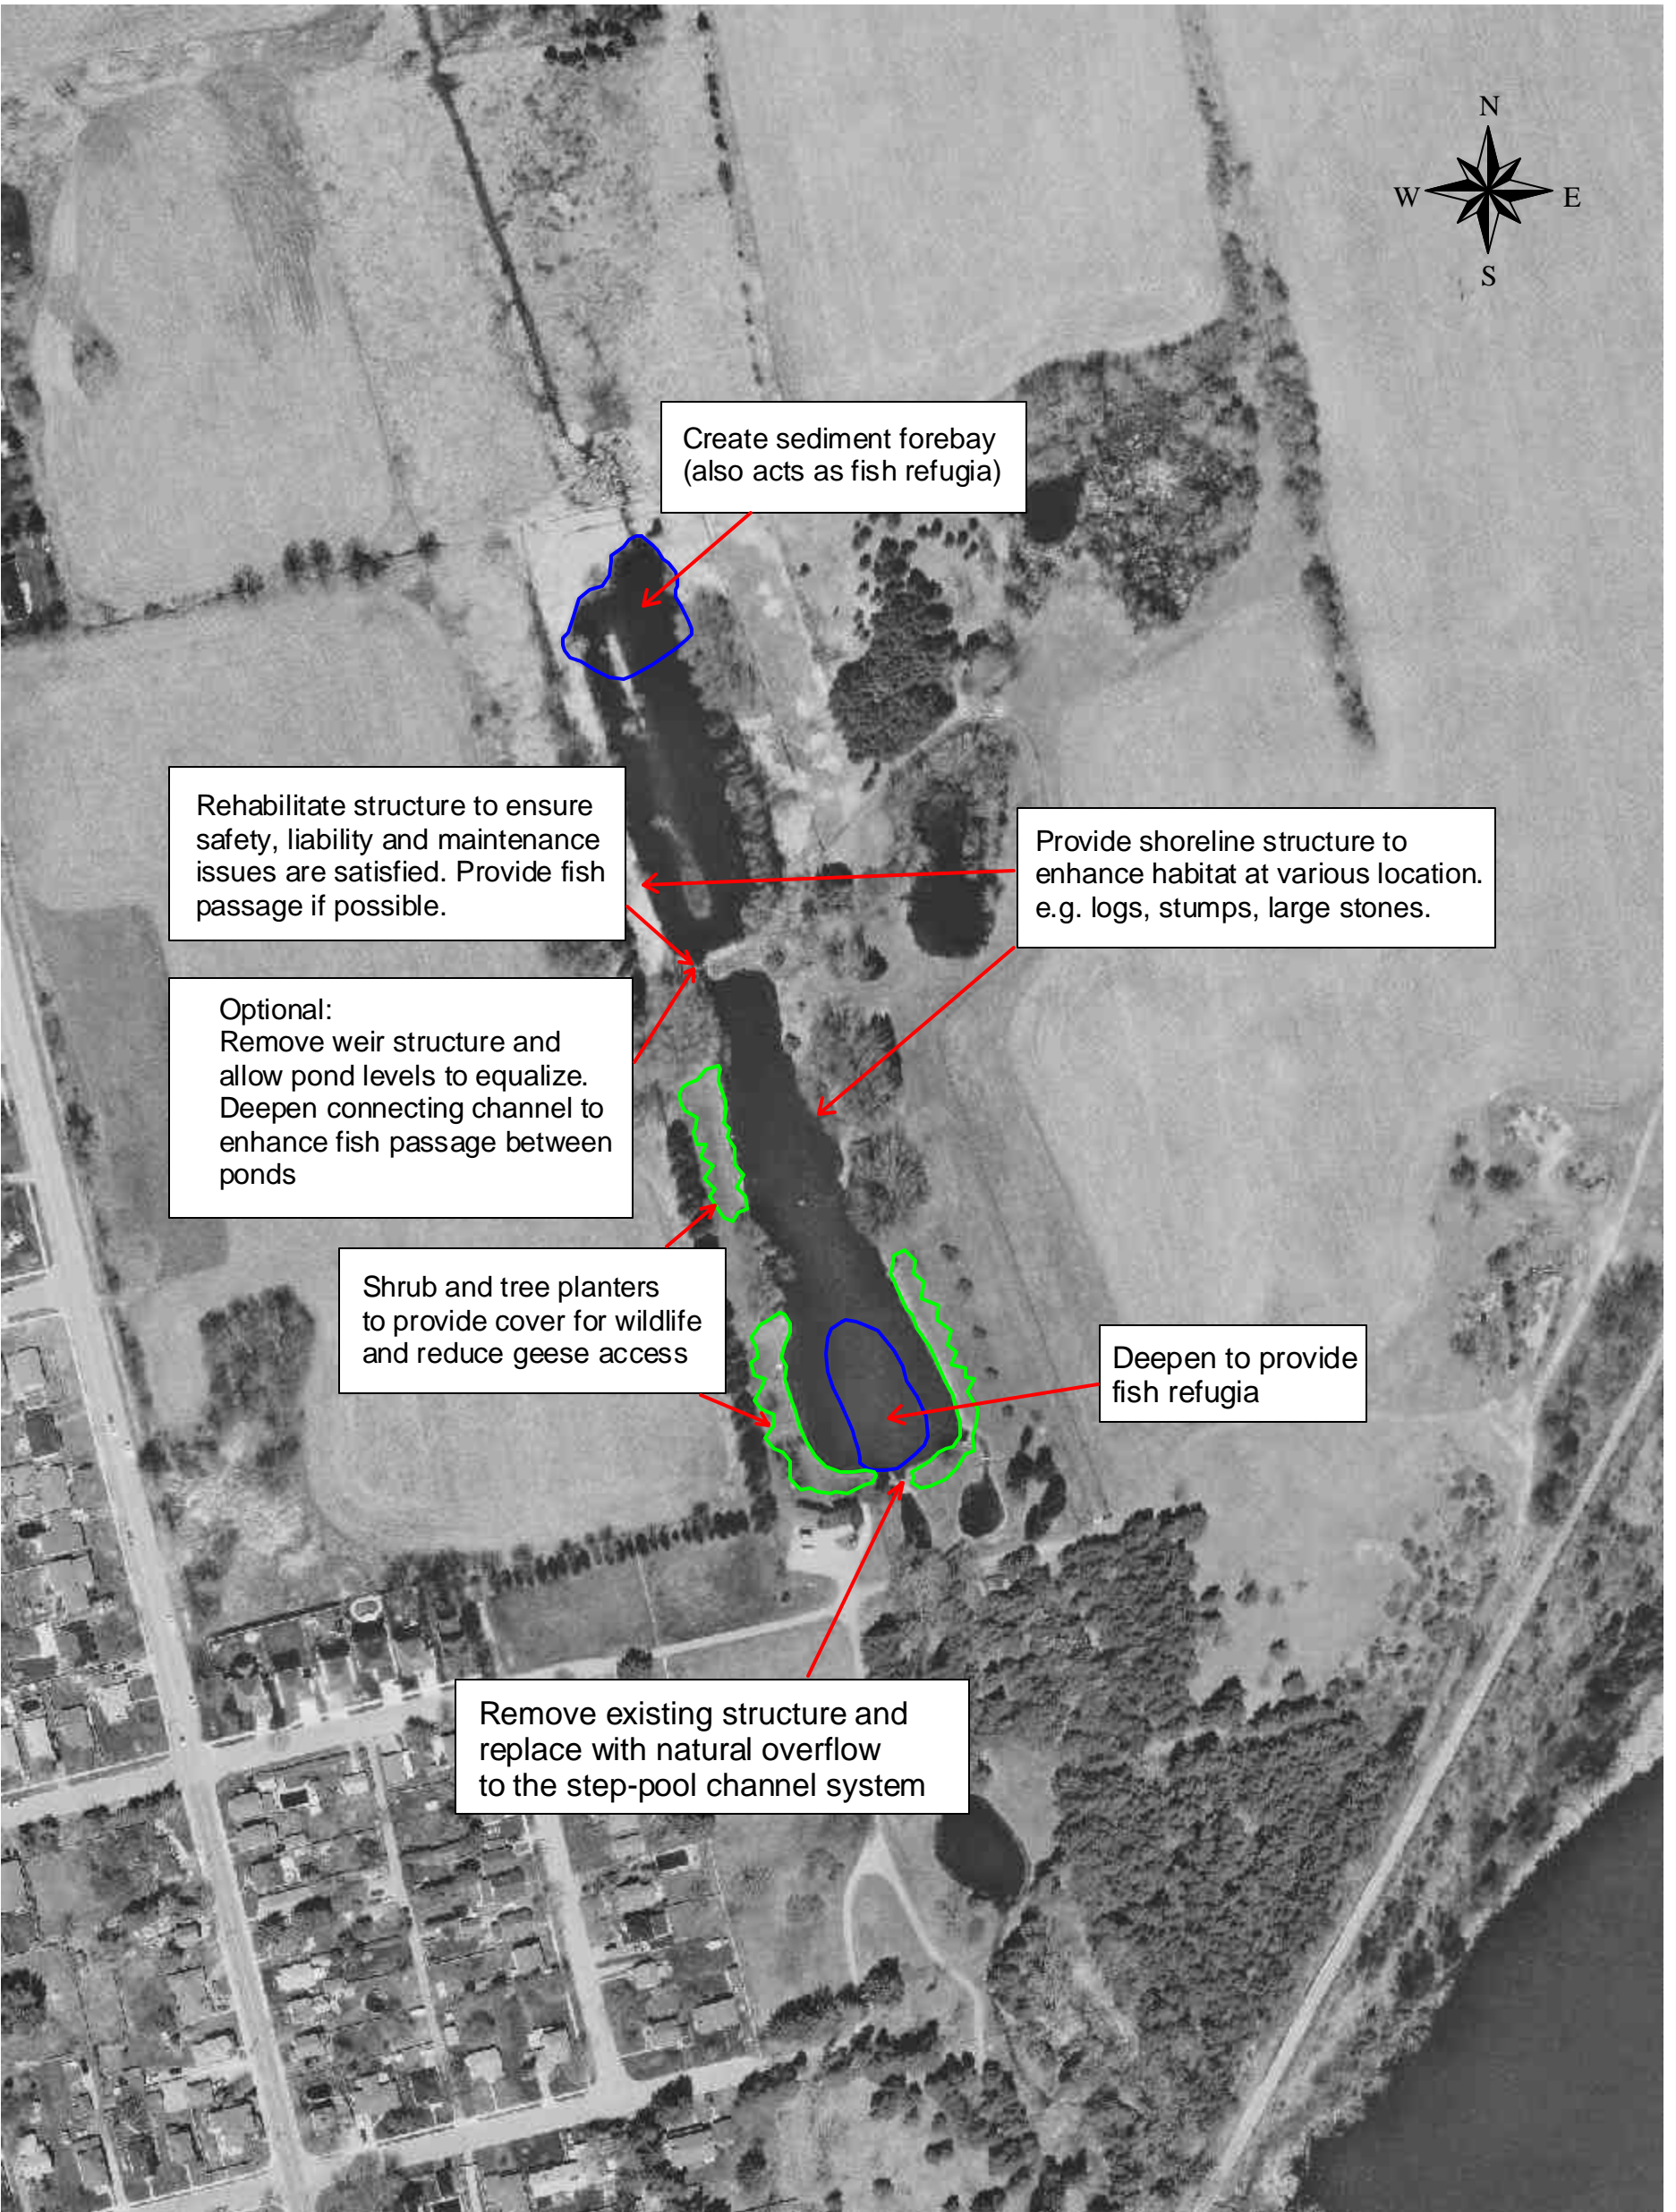 N
W E
S
Create sediment forebay
(also acts as fish refugia)
Rehabilitate structure to ensure
safety, liability and maintenance
issues are satisfied. Provide fish
passage if possible.
Provide shoreline structure to
enhance habitat at various location.
e.g. logs, stumps, large stones.
Optional:
Remove weir structure and
allow pond levels to equalize.
Deepen connecting channel to
enhance fish passage between
ponds
Shrub and tree planters
to provide cover for wildlife
and reduce geese access
Deepen to provide
fish refugia
Remove existing structure and
replace with natural overflow
to the step-pool channel system